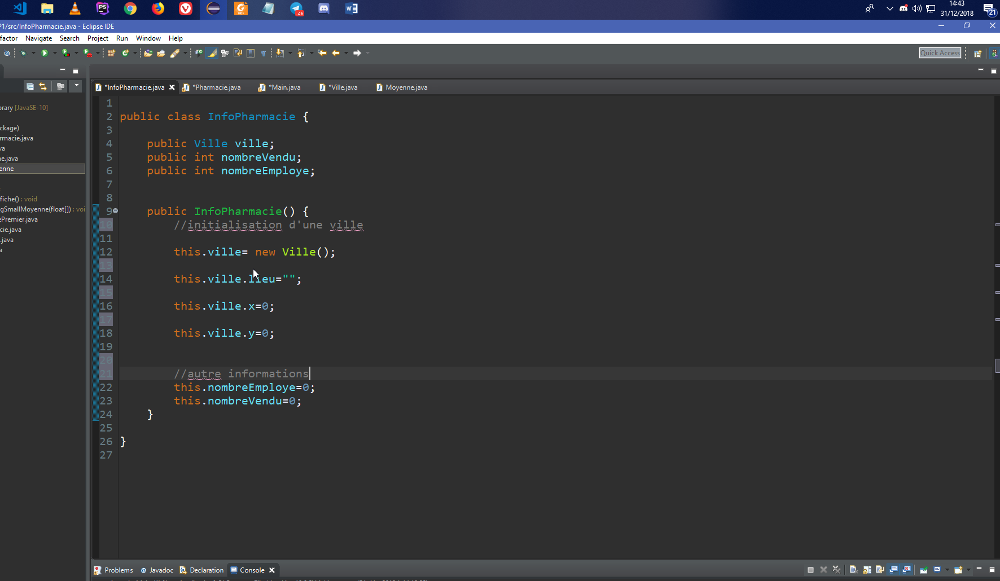 14:43
31/12/2018
21
46
P1/src/InfoPharmacie.java - Eclipse IDE
factor Navigate Search Project Run Window Help
Quick Access
*InfoPharmacie.java *Pharmacie.java *Main.java *Ville.java Moyenne.java
rary [JavaSE-10]
ckage)
rmacie.java
va
ne.java
enne
fiche() : void
gSmallMoyenne(float[]) : voi
ePremier.java
cie.java
.java
a
1
2 public class InfoPharmacie {
3
4 public Ville ville;
5 public int nombreVendu;
6 public int nombreEmploye;
7
8
9 public InfoPharmacie() {
10 //initialisation d'une ville
11
12 this.ville= new Ville();
13
14 this.ville.lieu="";
15
16 this.ville.x=0;
17
18 this.ville.y=0;
19
20
21 //autre informations
22 this.nombreEmploye=0;
23 this.nombreVendu=0;
24 }
25
26 }
27
Problems Javadoc Declaration Console